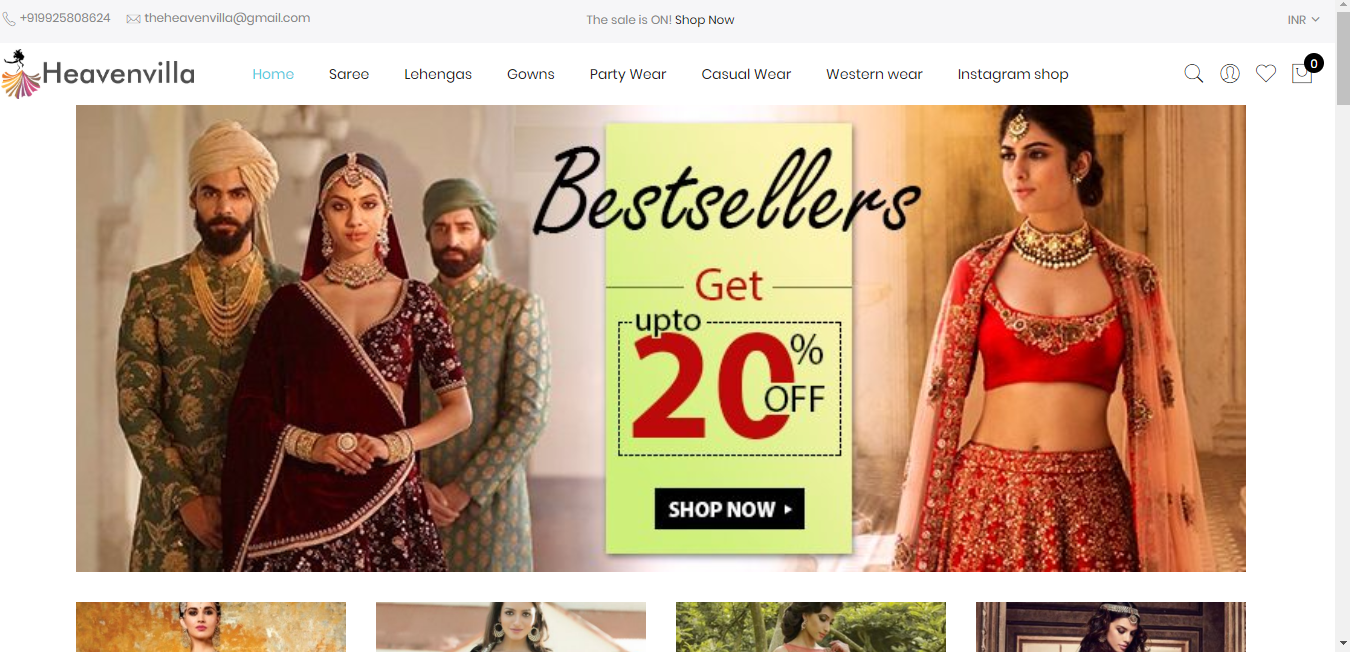 +919925808624 theheavenvilla@gmail.com The sale is ON! Shop Now INR
Heavenvilla Home Saree Lehengas Gowns Party Wear Casual Wear Western wear Instagram shop 0
Bestsellers
Get
upto
20% OFF
SHOP NOW